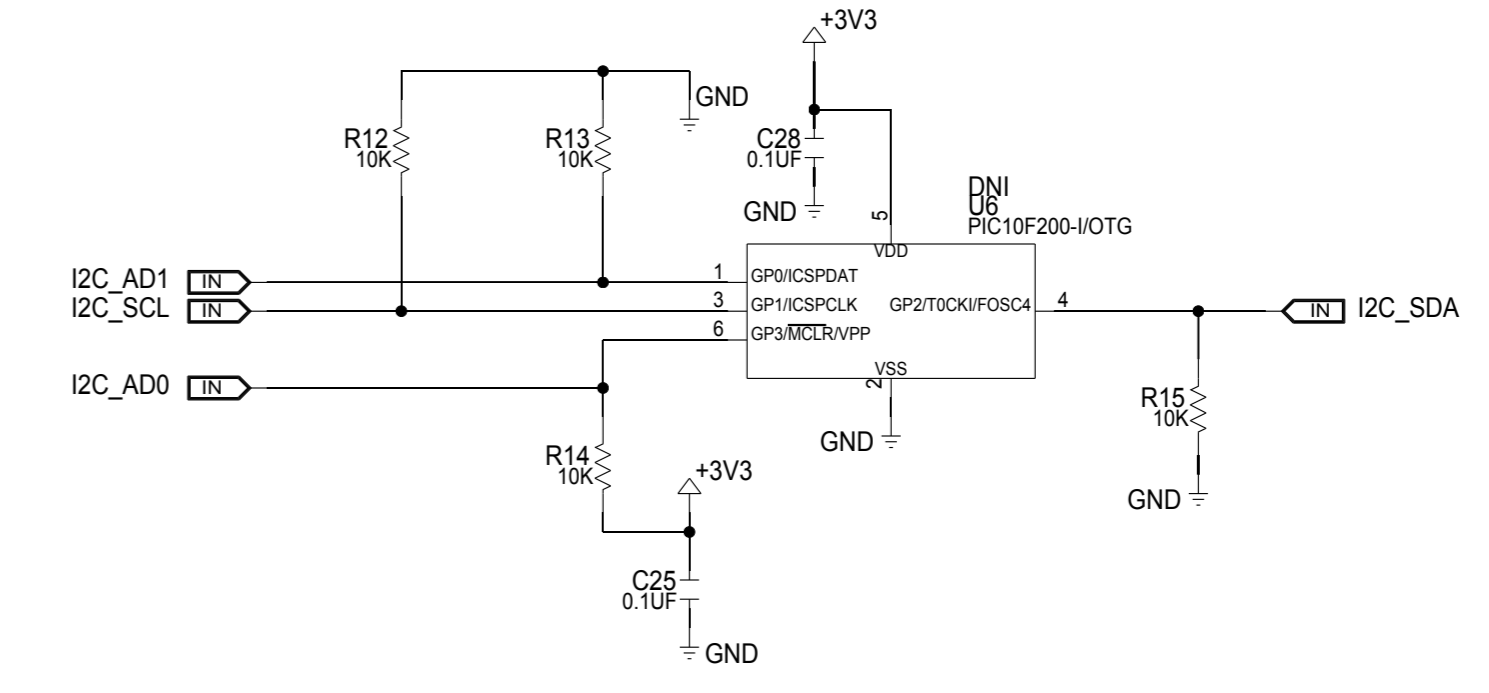 +3V3
GND
R12
10K
R13
10K
C28
0.1UF
GND
5
DNI
U6
PIC10F200-I/OTG
VDD
I2C_AD1
IN
1
GP0/ICSPDAT
I2C_SCL
IN
3
GP1/ICSPCLK
GP2/T0CKI/FOSC4
4
IN
I2C_SDA
6
GP3/MCLR/VPP
I2C_AD0
IN
VSS
2
GND
R15
10K
GND
R14
10K
+3V3
C25
0.1UF
GND